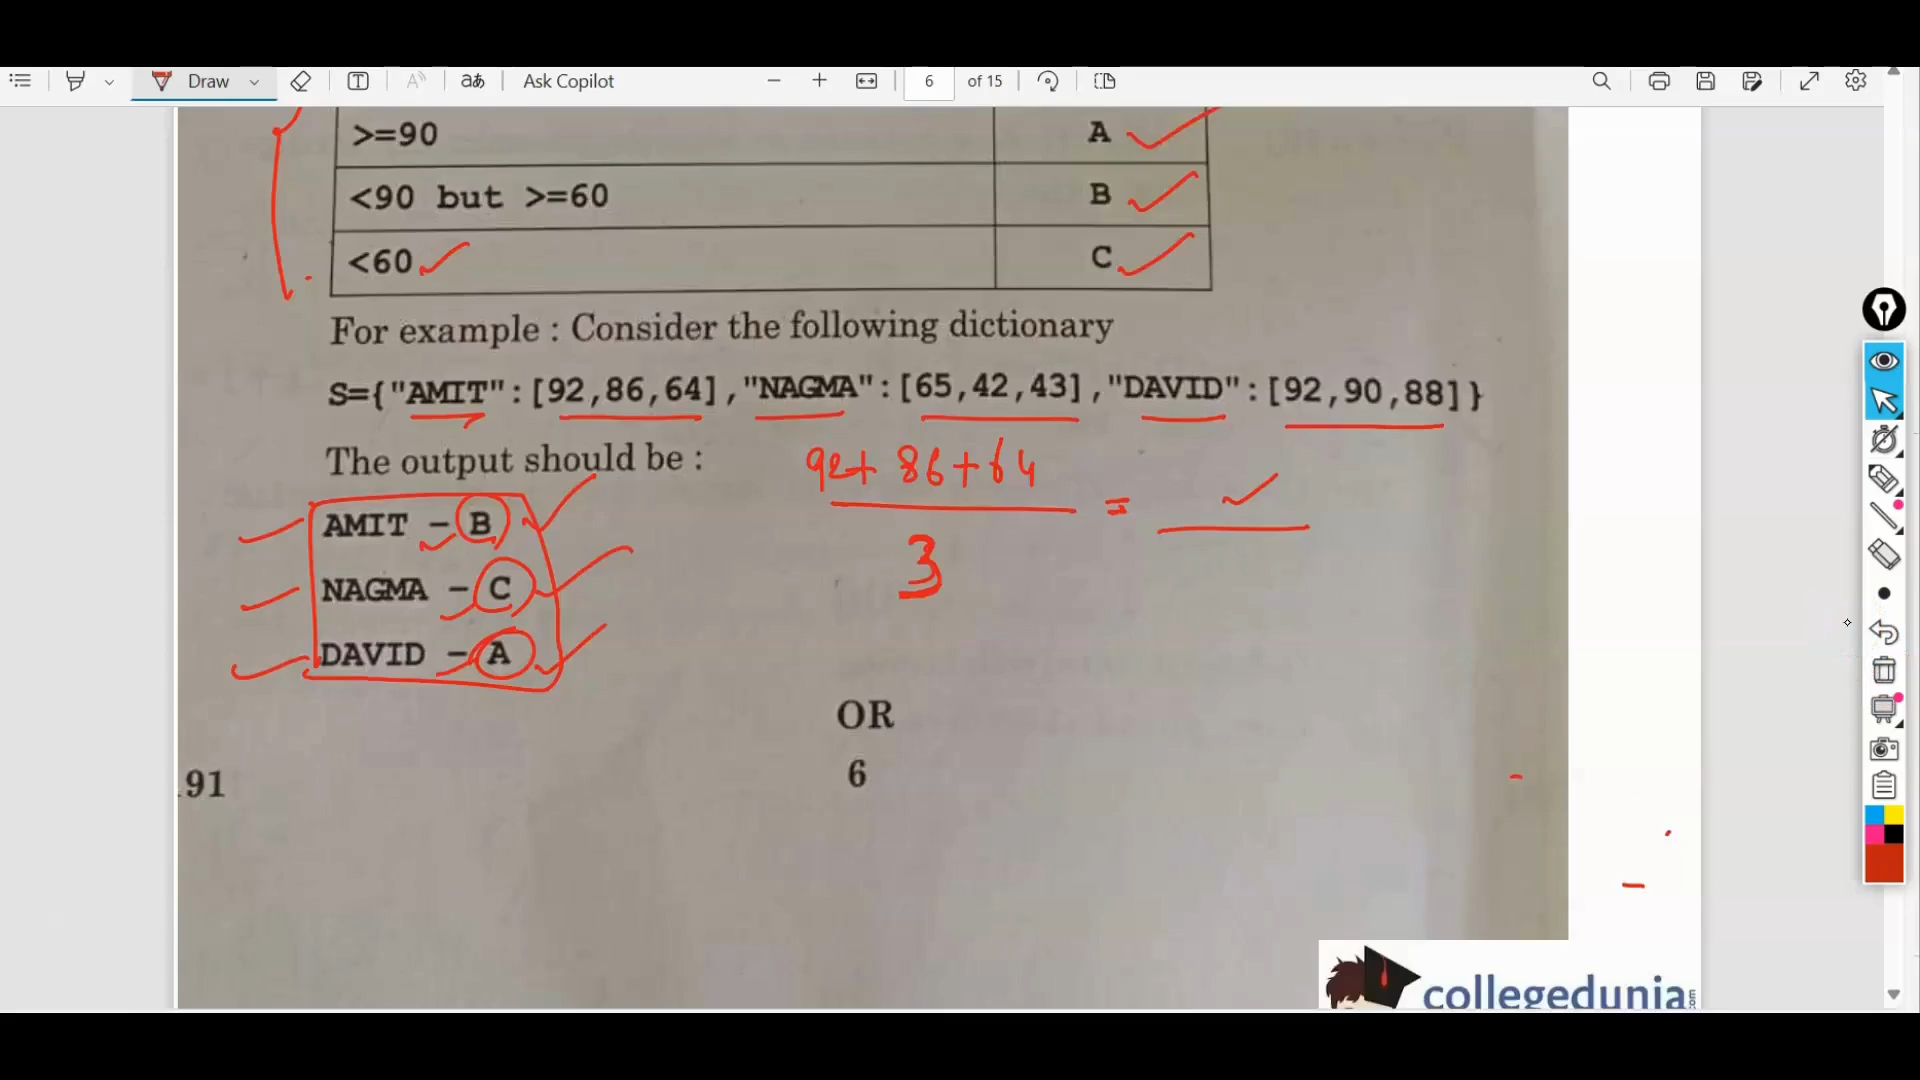 Draw
Ask Copilot
6 of 15
>=90 A
<90 but >=60 B
<60 C
For example : Consider the following dictionary
S={"AMIT":[92,86,64],"NAGMA":[65,42,43],"DAVID":[92,90,88]}
The output should be :
92+ 86+64
=
3
AMIT - B
NAGMA - C
DAVID - A
OR
.91
6
collegedunia
.com